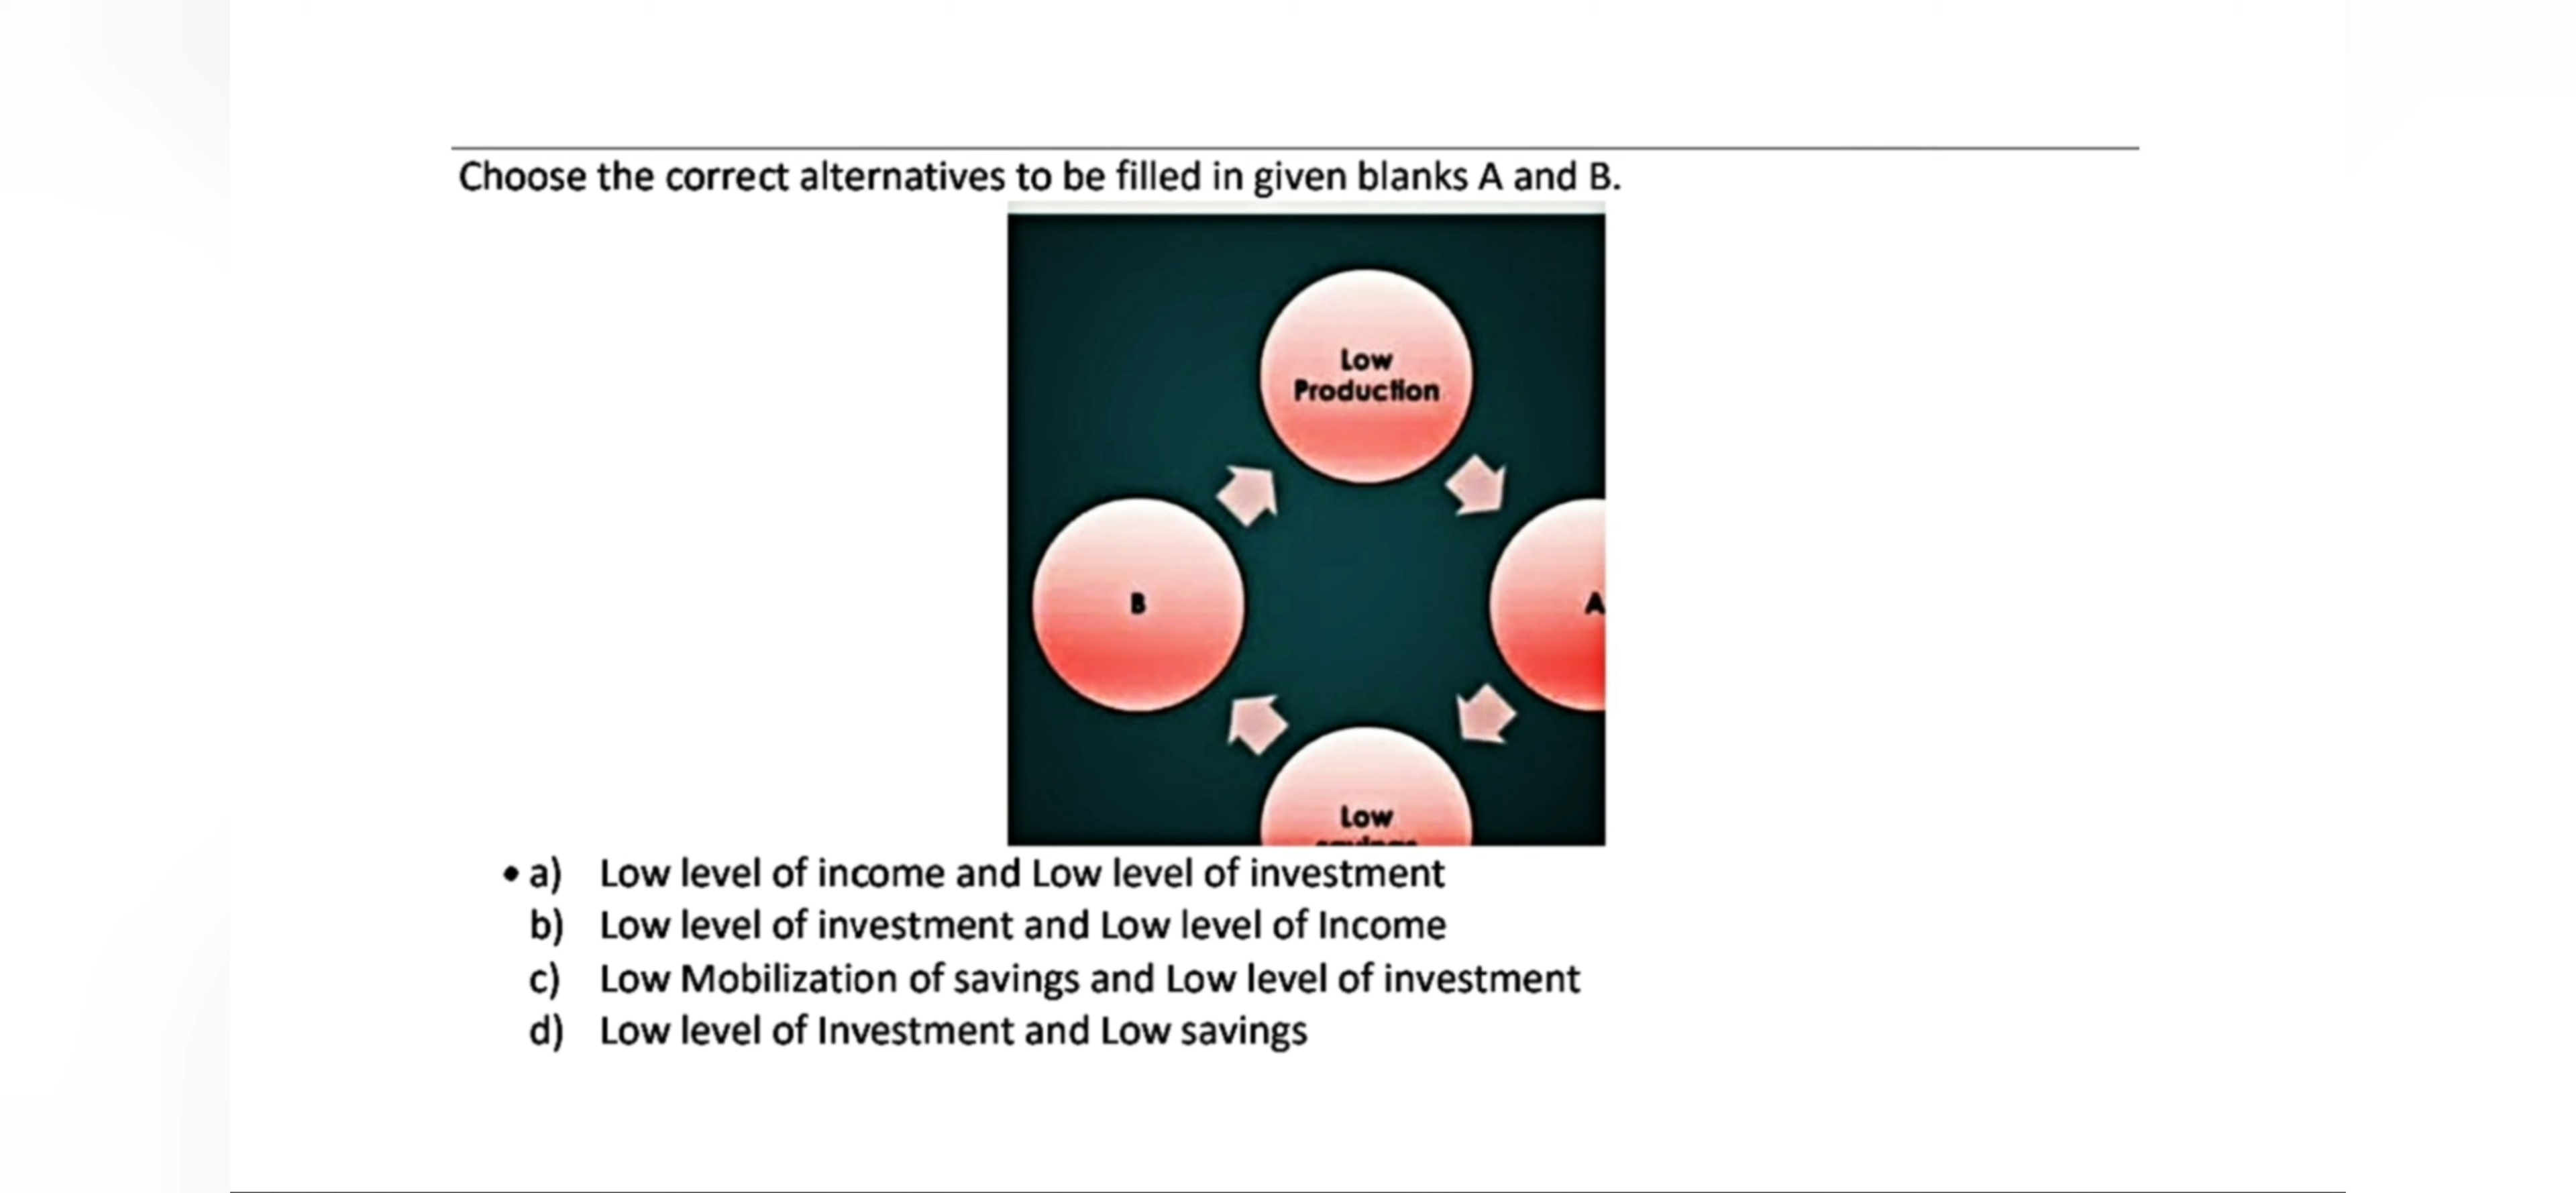 Choose the correct alternatives to be filled in given blanks A and B.
Low
Production
B
A
Low
• a) Low level of income and Low level of investment
b) Low level of investment and Low level of Income
c) Low Mobilization of savings and Low level of investment
d) Low level of Investment and Low savings